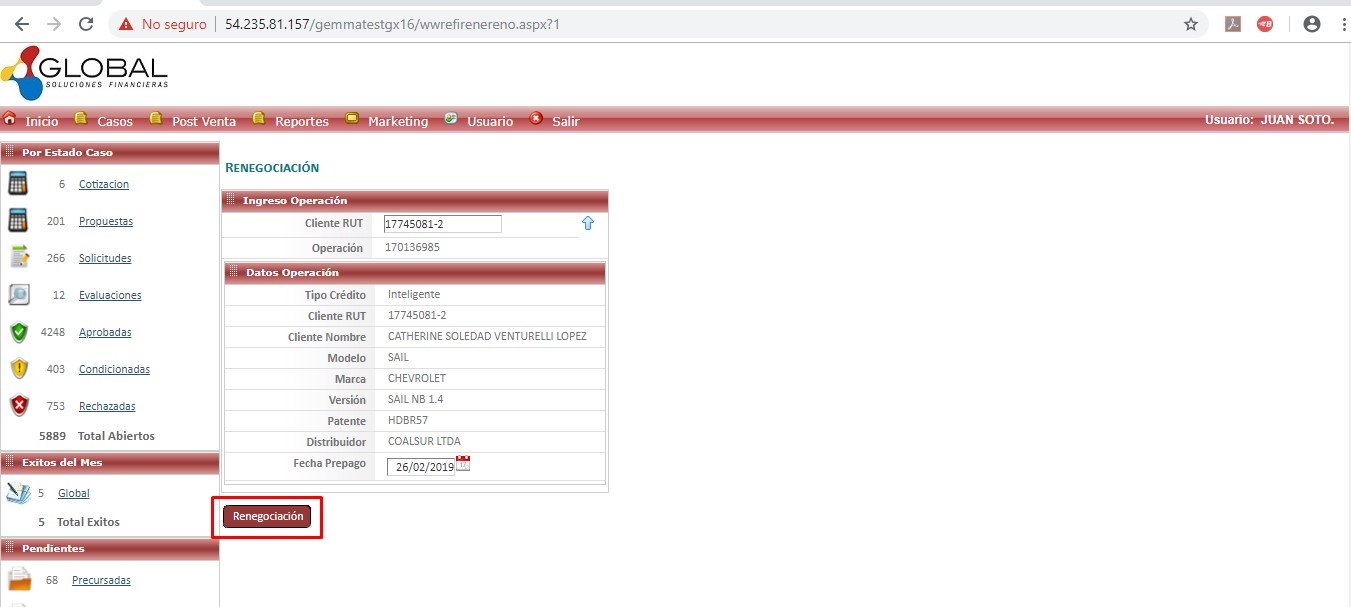 No seguro | 54.235.81.157/gemmatestgx16/wwrefirenereno.aspx?1
GLOBAL
SOLUCIONES FINANCIERAS
Inicio Casos Post Venta Reportes Marketing Usuario Salir Usuario: JUAN SOTO.
Por Estado Caso
6 Cotizacion
201 Propuestas
266 Solicitudes
12 Evaluaciones
4248 Aprobadas
403 Condicionadas
753 Rechazadas
5889 Total Abiertos
Exitos del Mes
5 Global
5 Total Exitos
Pendientes
68 Precursadas
RENEGOCIACIÓN
Ingreso Operación
Cliente RUT 17745081-2
Operación 170136985
Datos Operación
Tipo Crédito Inteligente
Cliente RUT 17745081-2
Cliente Nombre CATHERINE SOLEDAD VENTURELLI LOPEZ
Modelo SAIL
Marca CHEVROLET
Versión SAIL NB 1.4
Patente HDBR57
Distribuidor COALSUR LTDA
Fecha Prepago 26/02/2019
Renegociación